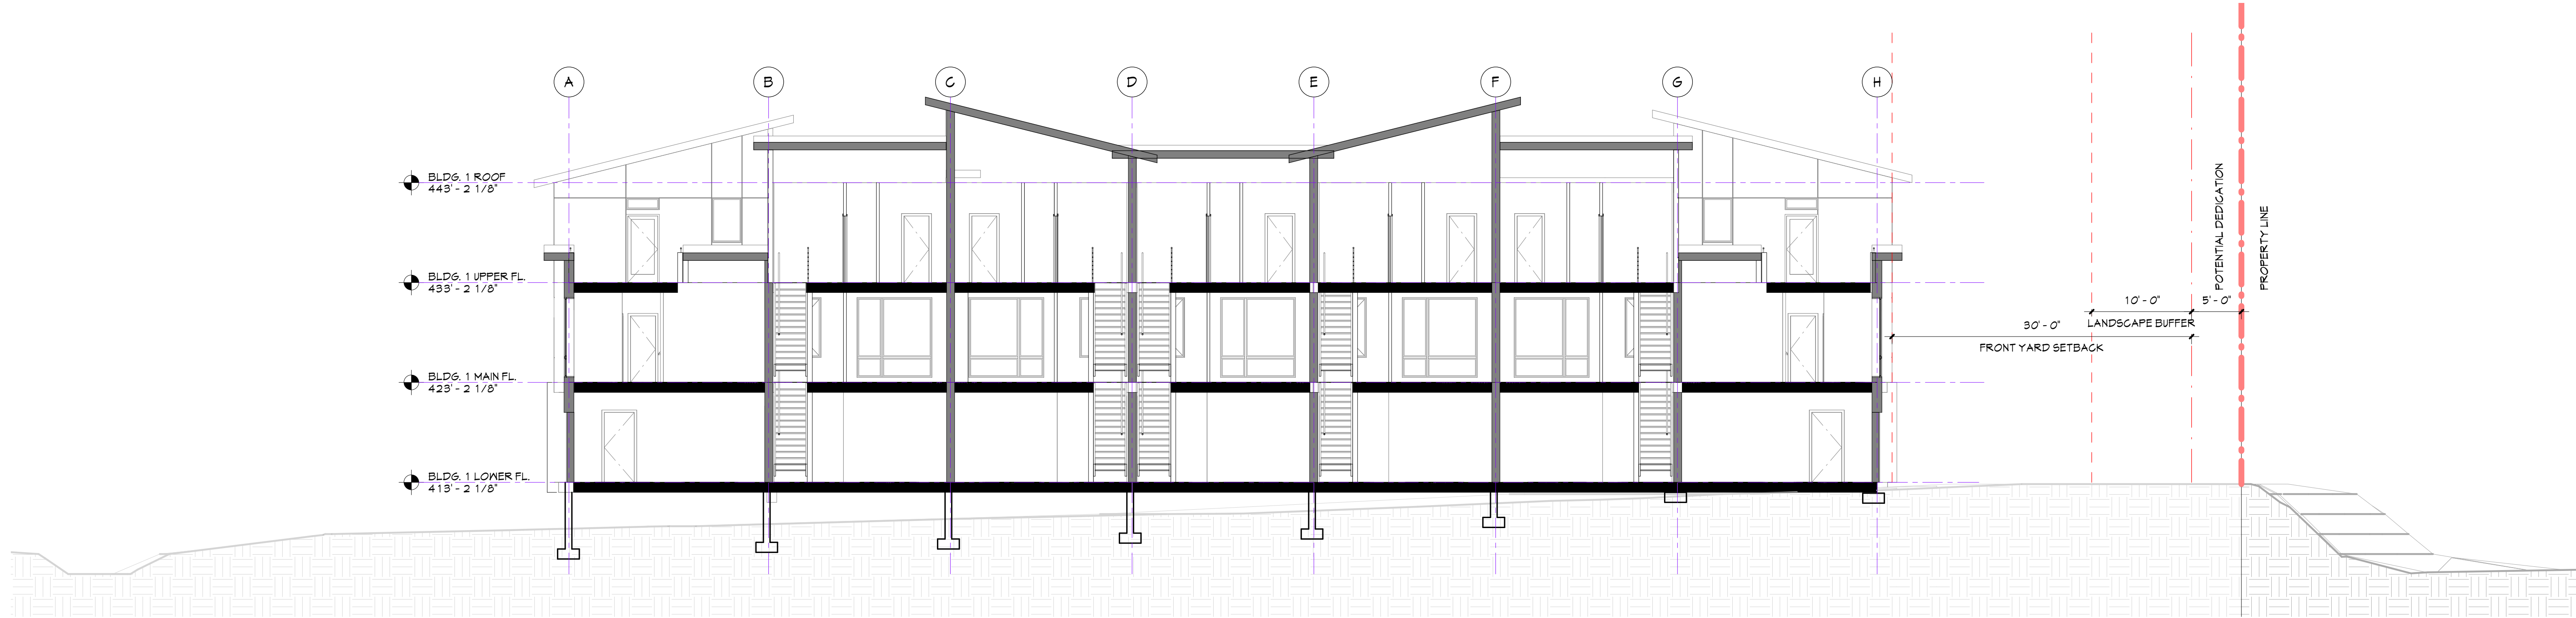 A
B
C
D
E
F
G
H
BLDG. 1 ROOF
443' - 2 1/8"
BLDG. 1 UPPER FL.
433' - 2 1/8"
BLDG. 1 MAIN FL.
423' - 2 1/8"
BLDG. 1 LOWER FL.
413' - 2 1/8"
POTENTIAL DEDICATION
PROPERTY LINE
10' - 0"
5' - 0"
LANDSCAPE BUFFER
30' - 0"
FRONT YARD SETBACK